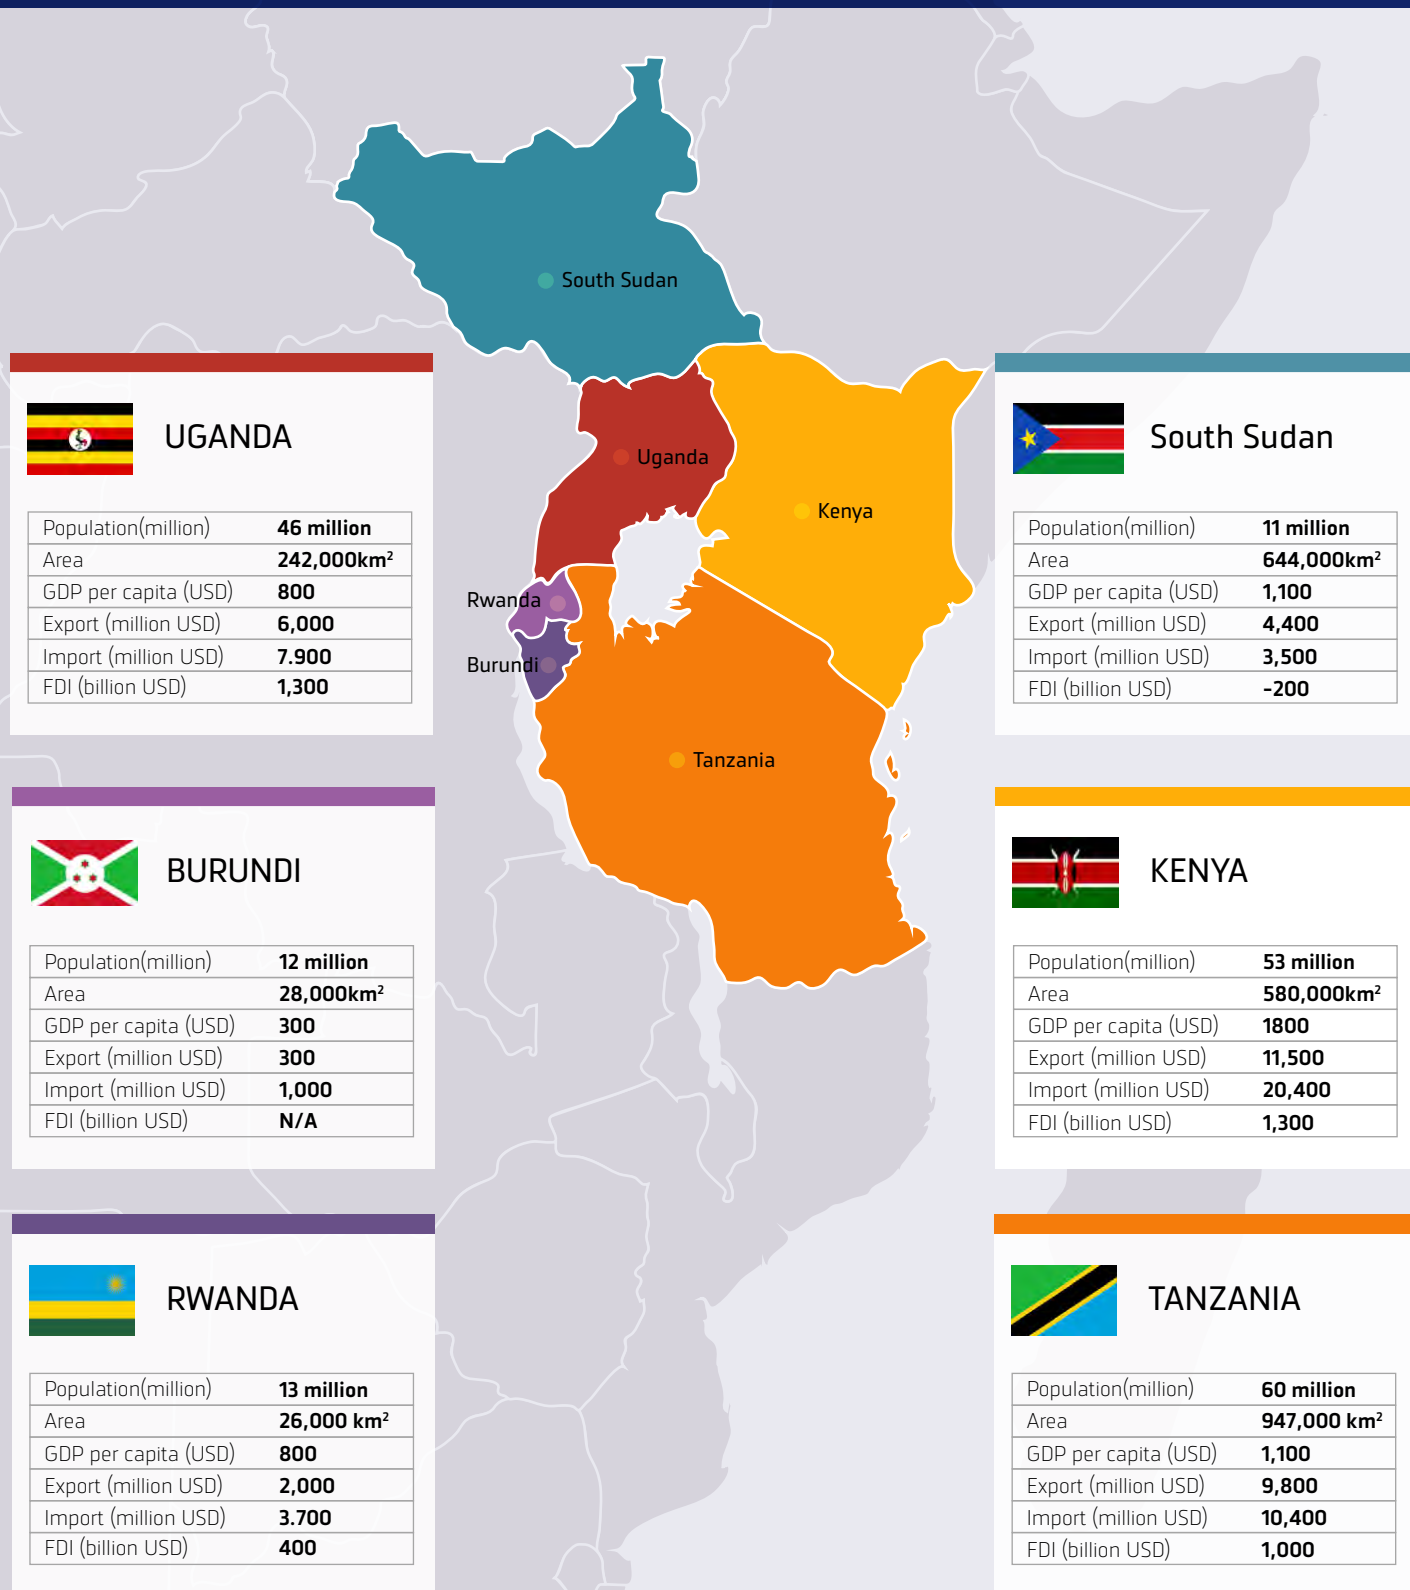 South Sudan
Uganda
Kenya
Rwanda
Burundi
Tanzania
UGANDA
Population(million) 46 million
Area 242,000km²
GDP per capita (USD) 800
Export (million USD) 6,000
Import (million USD) 7.900
FDI (billion USD) 1,300
South Sudan
Population(million) 11 million
Area 644,000km²
GDP per capita (USD) 1,100
Export (million USD) 4,400
Import (million USD) 3,500
FDI (billion USD) -200
BURUNDI
Population(million) 12 million
Area 28,000km²
GDP per capita (USD) 300
Export (million USD) 300
Import (million USD) 1,000
FDI (billion USD) N/A
KENYA
Population(million) 53 million
Area 580,000km²
GDP per capita (USD) 1800
Export (million USD) 11,500
Import (million USD) 20,400
FDI (billion USD) 1,300
RWANDA
Population(million) 13 million
Area 26,000 km²
GDP per capita (USD) 800
Export (million USD) 2,000
Import (million USD) 3.700
FDI (billion USD) 400
TANZANIA
Population(million) 60 million
Area 947,000 km²
GDP per capita (USD) 1,100
Export (million USD) 9,800
Import (million USD) 10,400
FDI (billion USD) 1,000